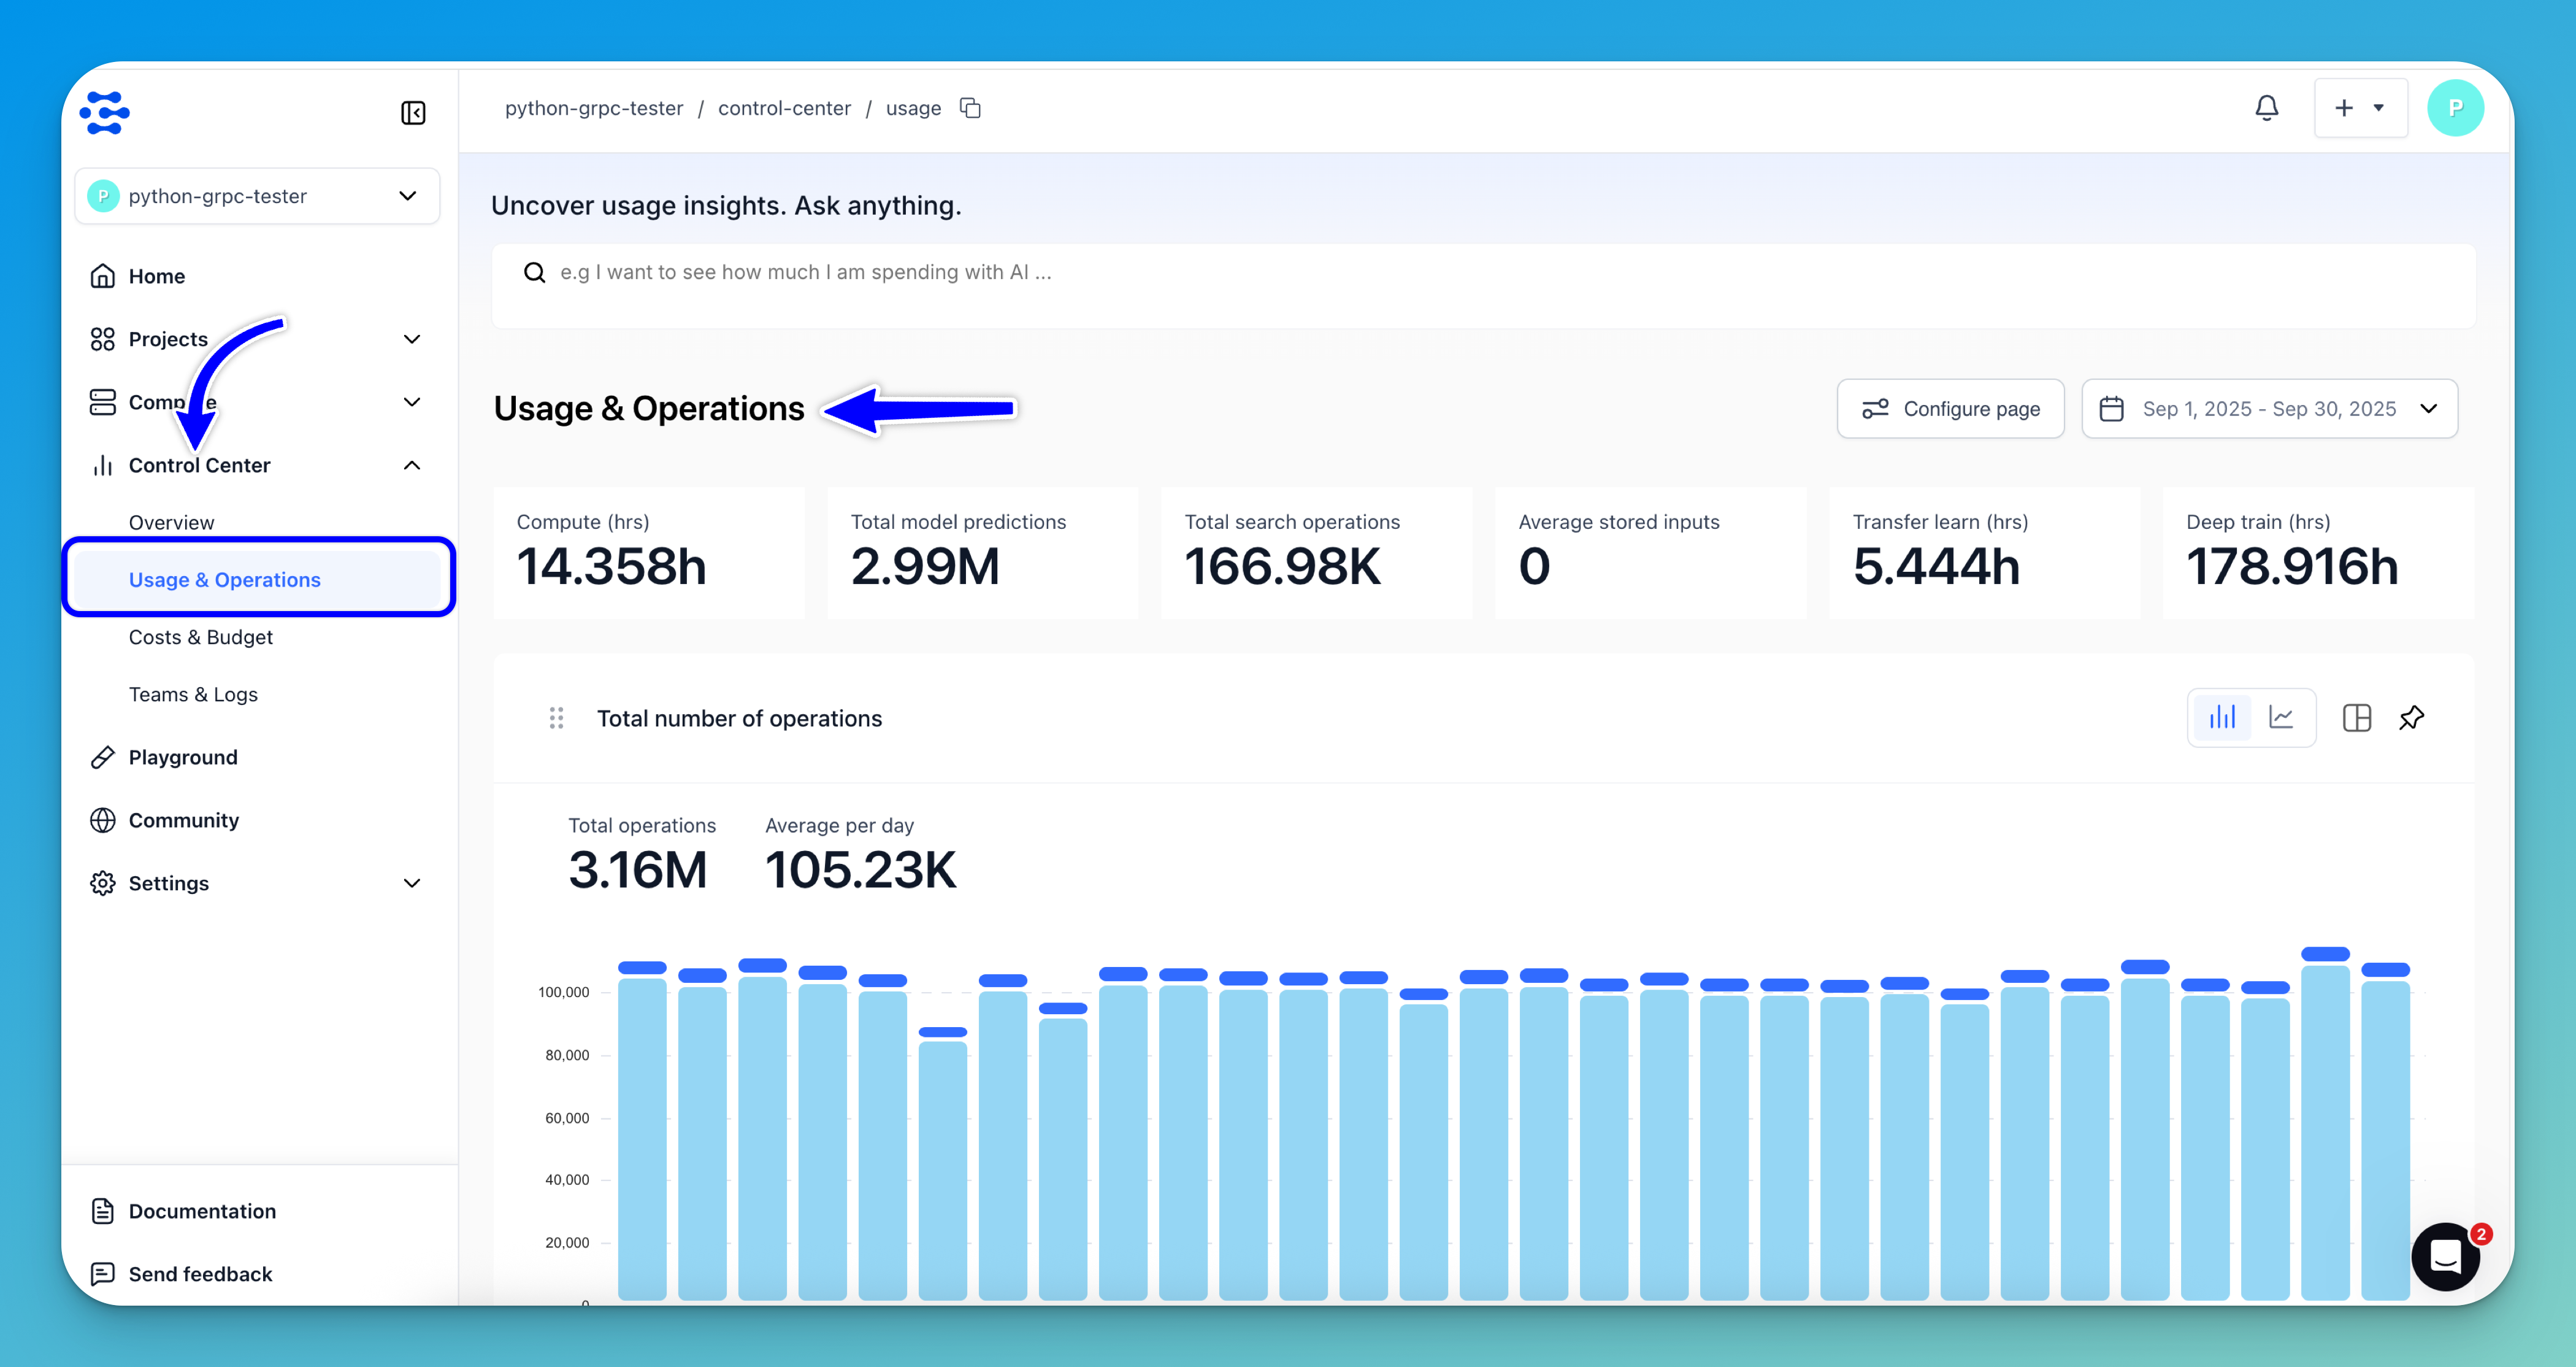 python-grpc-tester / control-center / usage
P
P python-grpc-tester
Home
Projects
Control Center
Overview
Usage & Operations
Costs & Budget
Teams & Logs
Playground
Community
Settings
Documentation
Send feedback
Uncover usage insights. Ask anything.
e.g I want to see how much I am spending with AI ...
Usage & Operations
Configure page
Sep 1, 2025 - Sep 30, 2025
Compute (hrs)
14.358h
Total model predictions
2.99M
Total search operations
166.98K
Average stored inputs
0
Transfer learn (hrs)
5.444h
Deep train (hrs)
178.916h
Total number of operations
Total operations
3.16M
Average per day
105.23K
100,000
80,000
60,000
40,000
20,000
0
2